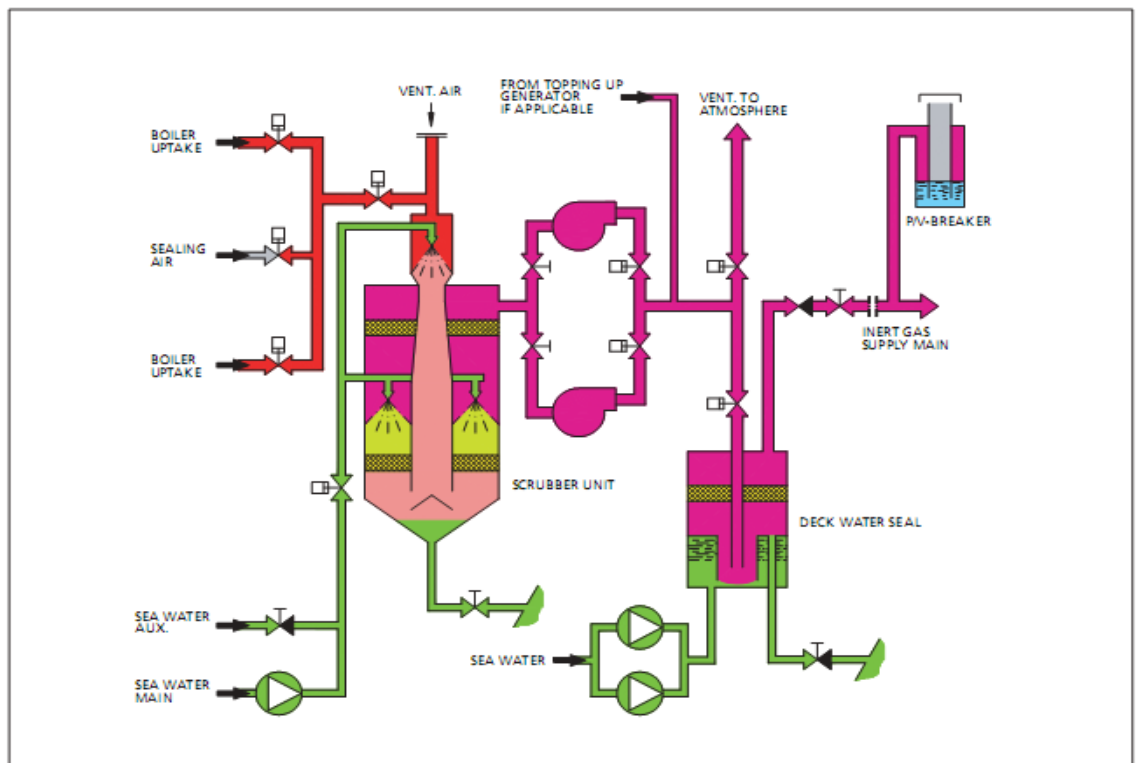 FROM TOPPING UP
GENERATOR
IF APPLICABLE
VENT. AIR
VENT. TO
ATMOSPHERE
BOILER
UPTAKE
P/V-BREAKER
SEALING
AIR
INERT GAS
SUPPLY MAIN
BOILER
UPTAKE
SCRUBBER UNIT
DECK WATER SEAL
SEA WATER
AUX.
SEA WATER
SEA WATER
MAIN